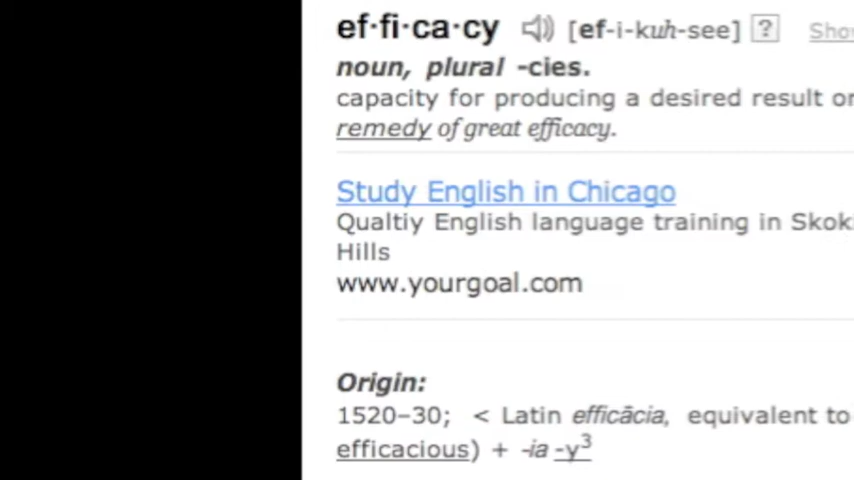 ef·fi·ca·cy [ef-i-kuh-see] ? Show
noun, plural -cies.
capacity for producing a desired result or
remedy of great efficacy.
Study English in Chicago
Qualtiy English language training in Skok
Hills
www.yourgoal.com
Origin:
1520–30; < Latin efficācia, equivalent to
efficacious) + -ia -y³